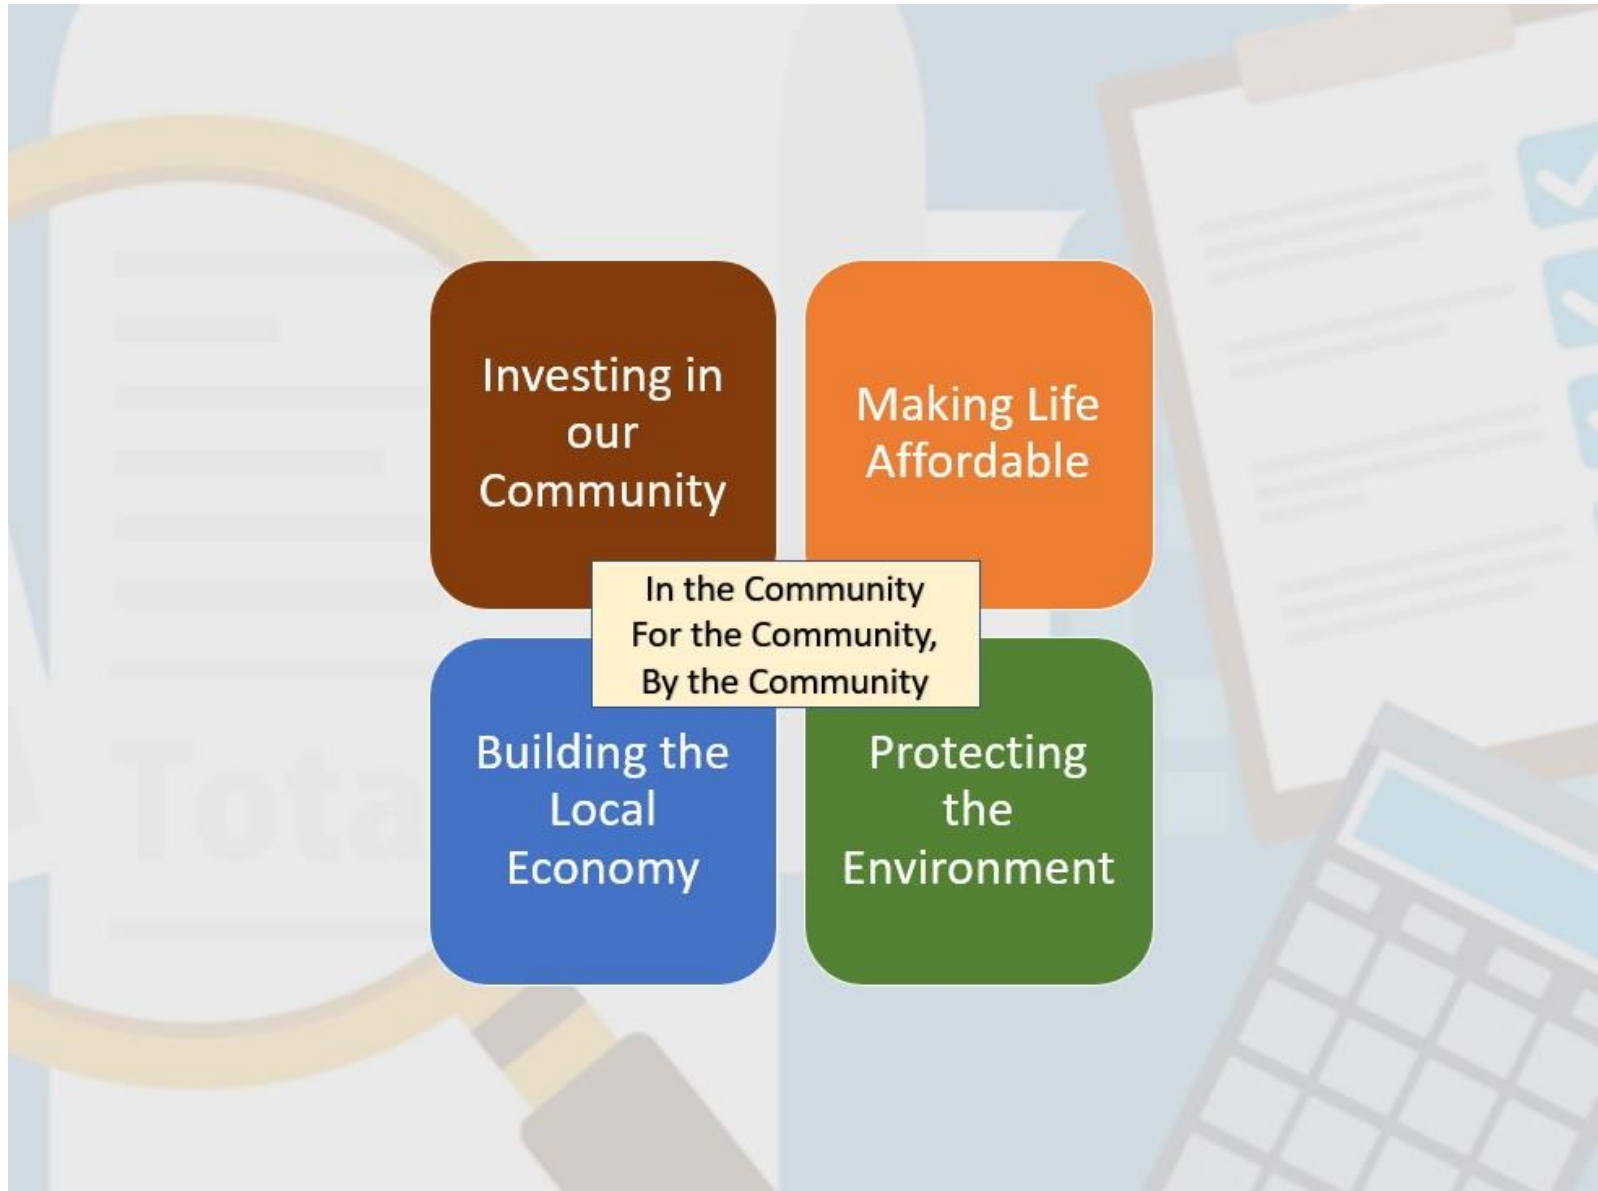 Investing in
our
Community
Making Life
Affordable
In the Community
For the Community,
By the Community
Building the
Local
Economy
Protecting
the
Environment
Tota